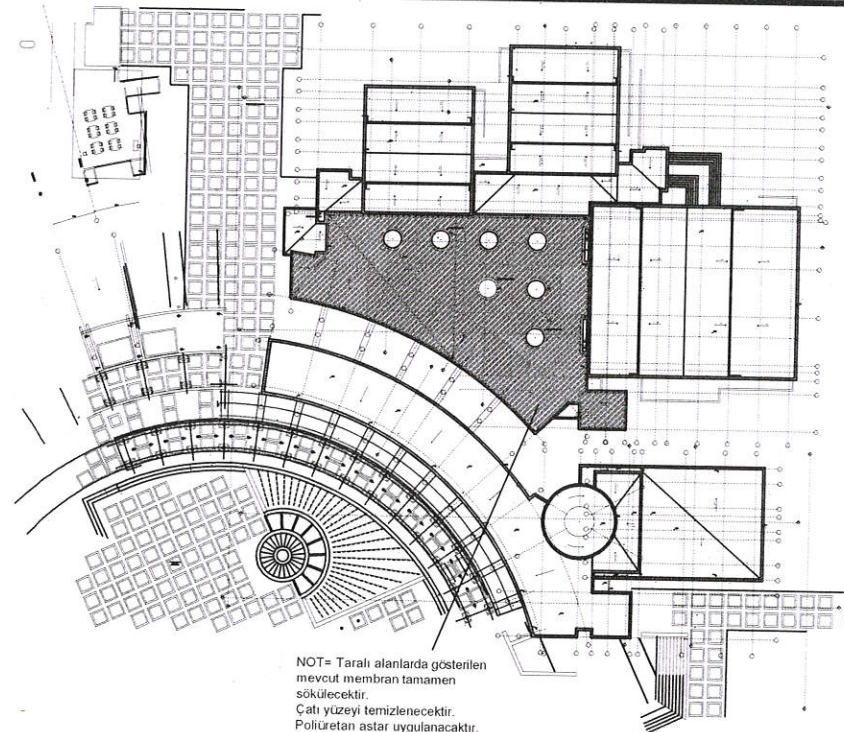 NOT= Taralı alanlarda gösterilen
mevcut membran tamamen
sökülecektir.
Çatı yüzeyi temizlenecektir.
Poliüretan astar uygulanacaktır.